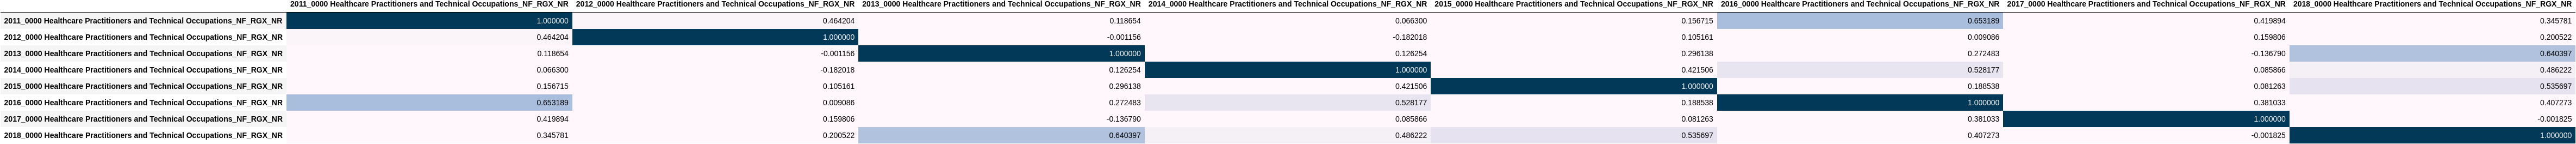 2011_0000 Healthcare Practitioners and Technical Occupations_NF_RGX_NR 2012_0000 Healthcare Practitioners and Technical Occupations_NF_RGX_NR 2013_0000 Healthcare Practitioners and Technical Occupations_NF_RGX_NR 2014_0000 Healthcare Practitioners and Technical Occupations_NF_RGX_NR 2015_0000 Healthcare Practitioners and Technical Occupations_NF_RGX_NR 2016_0000 Healthcare Practitioners and Technical Occupations_NF_RGX_NR 2017_0000 Healthcare Practitioners and Technical Occupations_NF_RGX_NR 2018_0000 Healthcare Practitioners and Technical Occupations_NF_RGX_NR
2011_0000 Healthcare Practitioners and Technical Occupations_NF_RGX_NR 1.000000 0.464204 0.118654 0.066300 0.156715 0.653189 0.419894 0.345781
2012_0000 Healthcare Practitioners and Technical Occupations_NF_RGX_NR 0.464204 1.000000 -0.001156 -0.182018 0.105161 0.009086 0.159806 0.200522
2013_0000 Healthcare Practitioners and Technical Occupations_NF_RGX_NR 0.118654 -0.001156 1.000000 0.126254 0.296138 0.272483 -0.136790 0.640397
2014_0000 Healthcare Practitioners and Technical Occupations_NF_RGX_NR 0.066300 -0.182018 0.126254 1.000000 0.421506 0.528177 0.085866 0.486222
2015_0000 Healthcare Practitioners and Technical Occupations_NF_RGX_NR 0.156715 0.105161 0.296138 0.421506 1.000000 0.188538 0.081263 0.535697
2016_0000 Healthcare Practitioners and Technical Occupations_NF_RGX_NR 0.653189 0.009086 0.272483 0.528177 0.188538 1.000000 0.381033 0.407273
2017_0000 Healthcare Practitioners and Technical Occupations_NF_RGX_NR 0.419894 0.159806 -0.136790 0.085866 0.081263 0.381033 1.000000 -0.001825
2018_0000 Healthcare Practitioners and Technical Occupations_NF_RGX_NR 0.345781 0.200522 0.640397 0.486222 0.535697 0.407273 -0.001825 1.000000